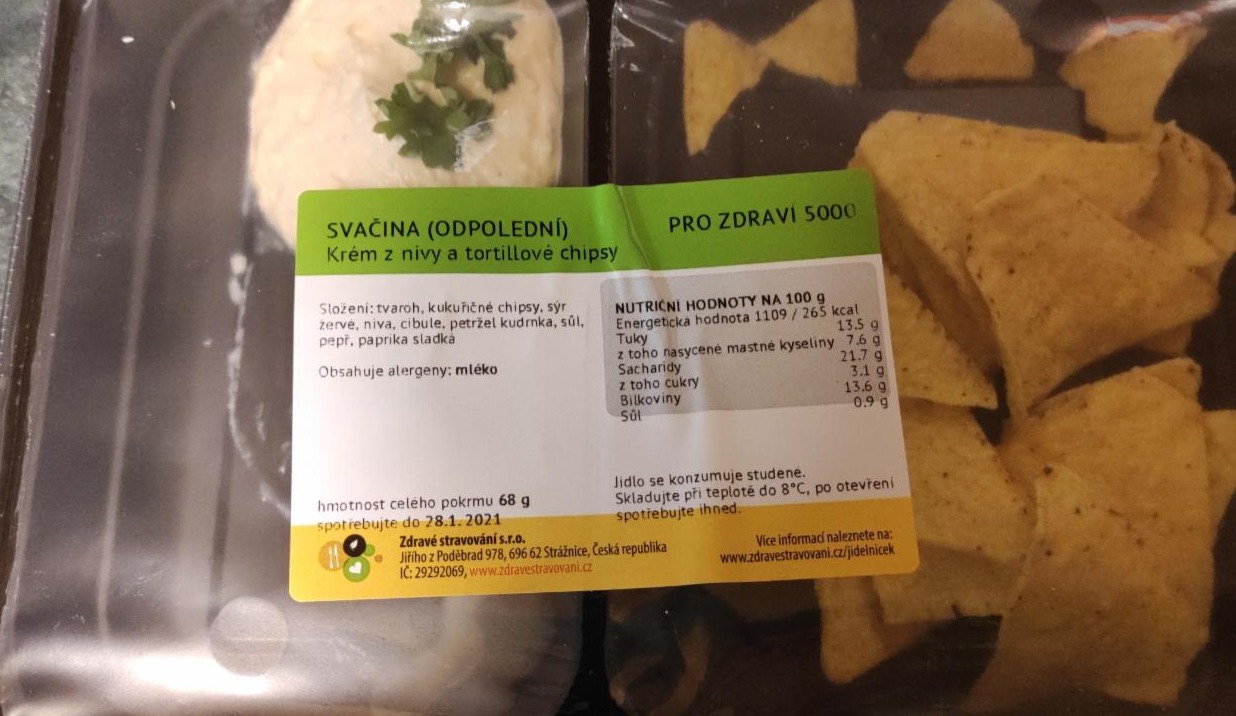 SVAČINA (ODPOLEDNÍ)
Krém z nivy a tortillové chipsy
PRO ZDRAVÍ 5000
Složení: tvaroh, kukuřičné chipsy, sýr
žervé, niva, cibule, petržel kudrnka, sůl,
pepř, paprika sladká
Obsahuje alergeny: mléko
hmotnost celého pokrmu 68 g
spotřebujte do 28.1. 2021
NUTRIČNÍ HODNOTY NA 100 g
Energetická hodnota 1109 / 265 kcal
Tuky 13.5 g
z toho nasycené mastné kyseliny 7.6 g
Sacharidy 21.7 g
z toho cukry 3.1 g
Bílkoviny 13.6 g
Sůl 0.9 g
Jídlo se konzumuje studené.
Skladujte při teplotě do 8°C, po otevření
spotřebujte ihned.
Zdravé stravování s.r.o.
Jiřího z Poděbrad 978, 696 62 Strážnice, Česká republika
IČ: 29292069, www.zdravestravovani.cz
Více informací naleznete na:
www.zdravestravovani.cz/jidelnicek